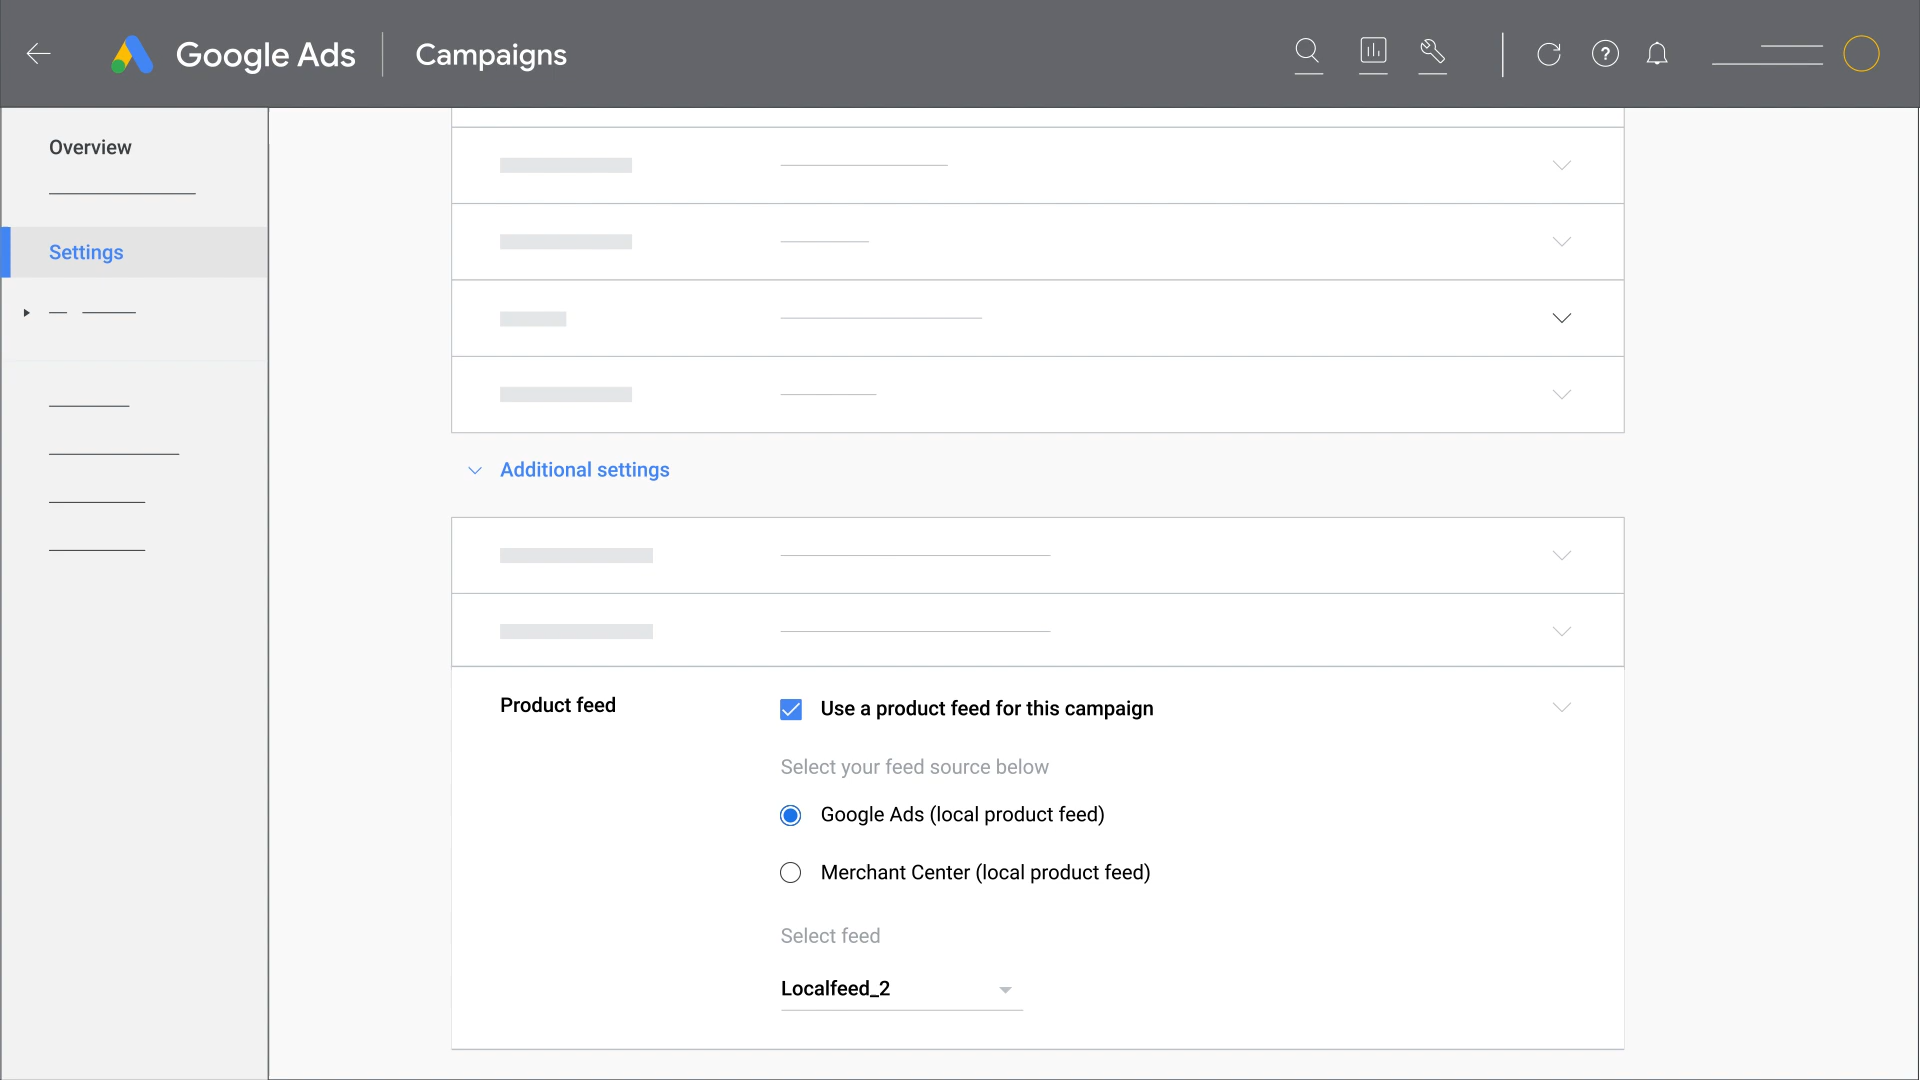 Google Ads
Campaigns
Overview
Settings
Additional settings
Product feed
Use a product feed for this campaign
Select your feed source below
Google Ads (local product feed)
Merchant Center (local product feed)
Select feed
Localfeed_2